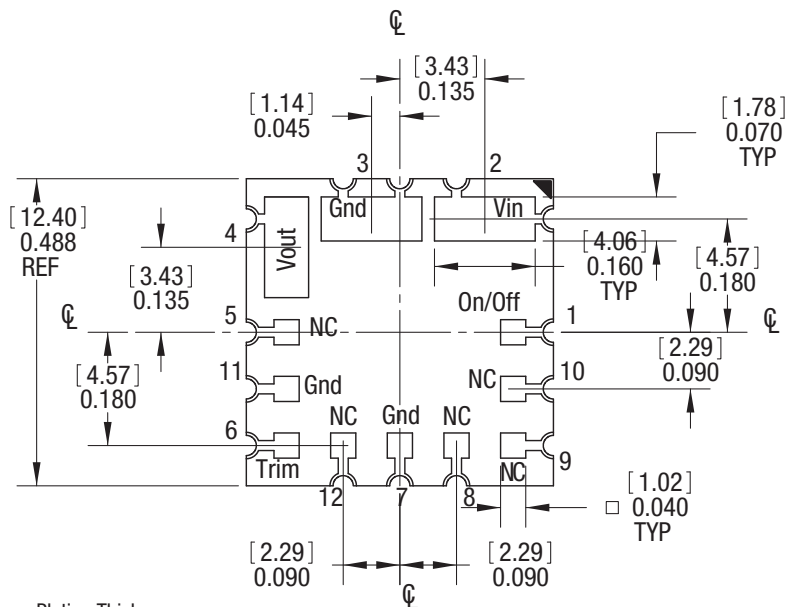 ℄
[3.43]
0.135
[1.14]
0.045
[1.78]
0.070
TYP
3
2
Gnd
Vin
[12.40]
0.488
REF
4
Vout
[3.43]
0.135
[4.06]
0.160
TYP
[4.57]
0.180
On/Off
℄
5
NC
1
℄
[2.29]
0.090
[4.57]
0.180
11
Gnd
NC
10
NC
Gnd
NC
6
Trim
NC
9
12
7
8
□
[1.02]
0.040
TYP
[2.29]
0.090
[2.29]
0.090
℄